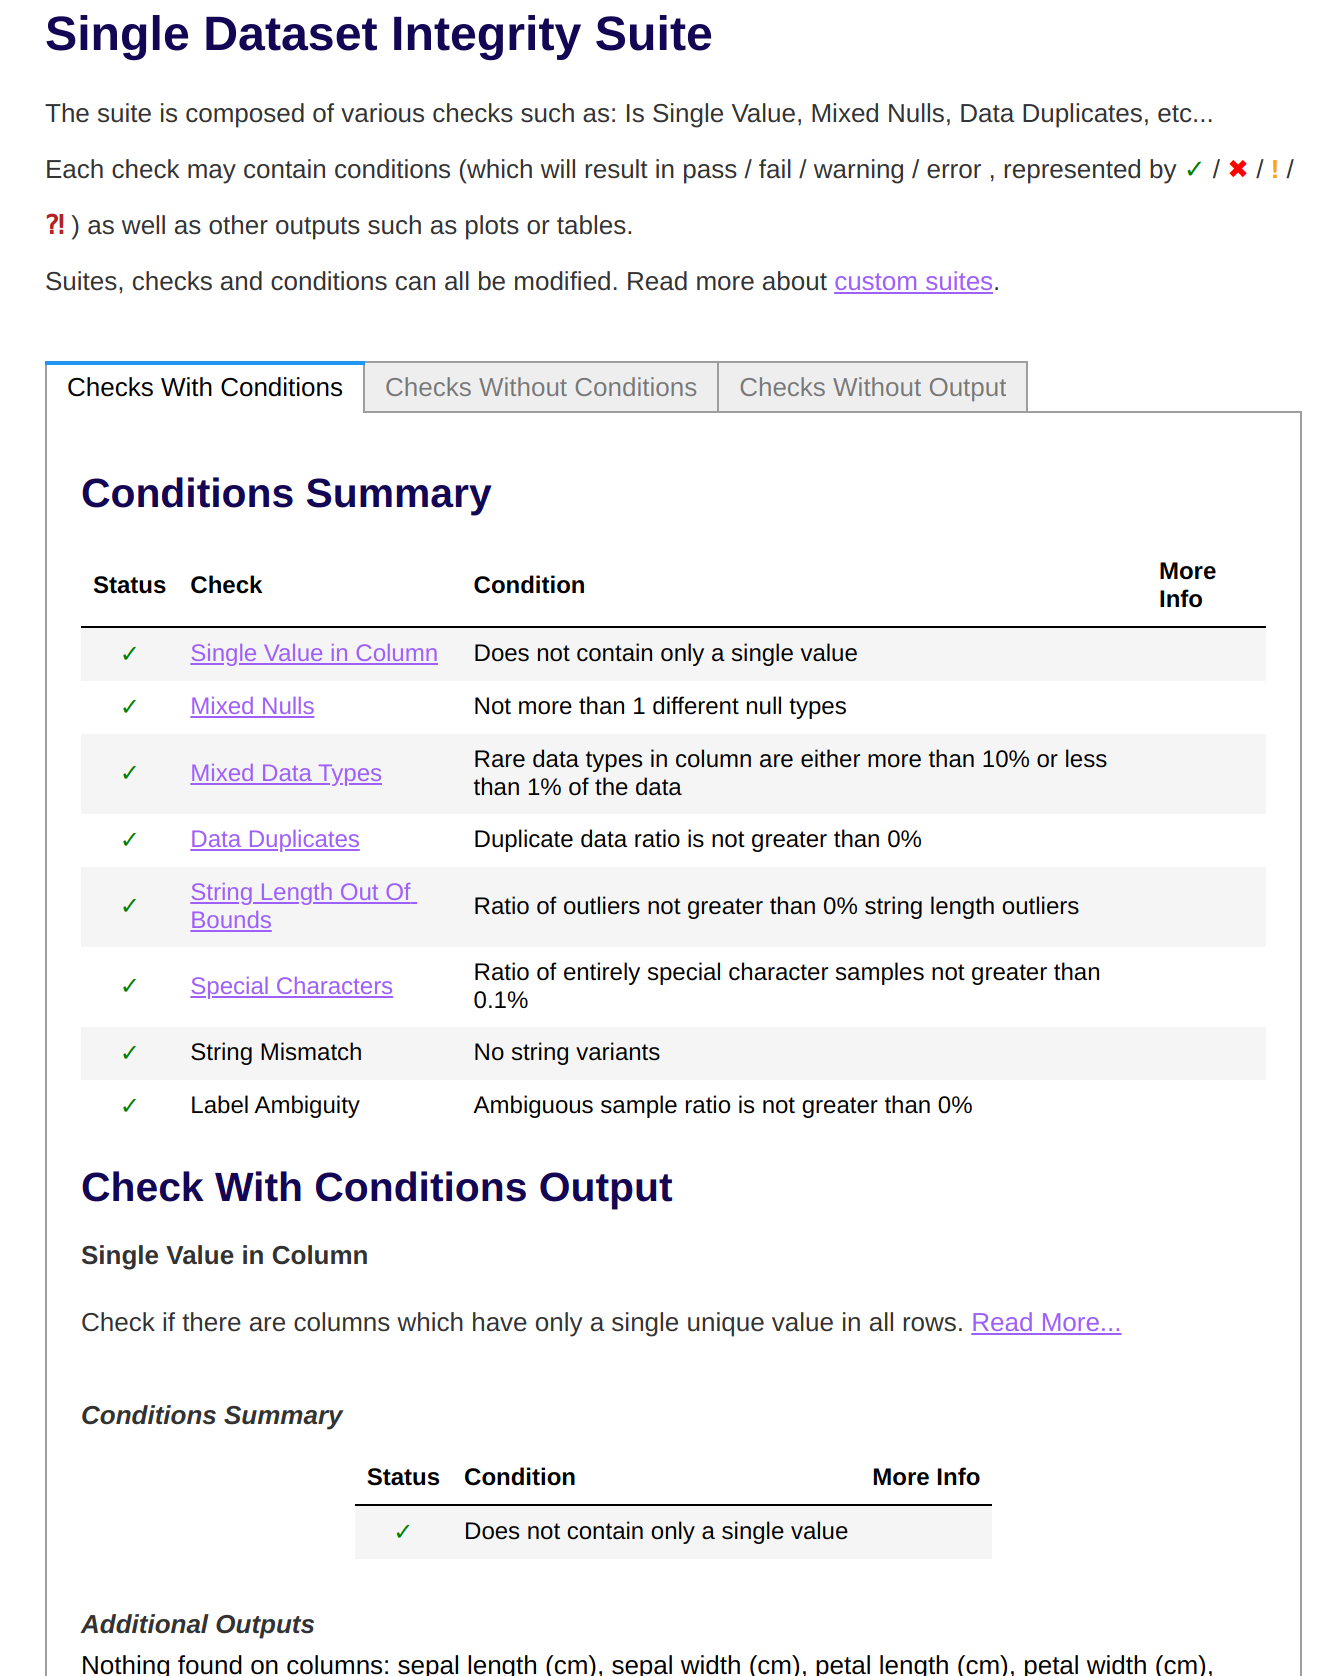 Single Dataset Integrity Suite
The suite is composed of various checks such as: Is Single Value, Mixed Nulls, Data Duplicates, etc...
Each check may contain conditions (which will result in pass / fail / warning / error , represented by ✓ / ✖ / ! /
⁈ ) as well as other outputs such as plots or tables.
Suites, checks and conditions can all be modified. Read more about custom suites.
Checks With Conditions Checks Without Conditions Checks Without Output
Conditions Summary
Status Check Condition More Info
✓ Single Value in Column Does not contain only a single value
✓ Mixed Nulls Not more than 1 different null types
✓ Mixed Data Types Rare data types in column are either more than 10% or less
than 1% of the data
✓ Data Duplicates Duplicate data ratio is not greater than 0%
✓ String Length Out Of
Bounds Ratio of outliers not greater than 0% string length outliers
✓ Special Characters Ratio of entirely special character samples not greater than
0.1%
✓ String Mismatch No string variants
✓ Label Ambiguity Ambiguous sample ratio is not greater than 0%
Check With Conditions Output
Single Value in Column
Check if there are columns which have only a single unique value in all rows. Read More...
Conditions Summary
Status Condition More Info
✓ Does not contain only a single value
Additional Outputs
Nothing found on columns: sepal length (cm), sepal width (cm), petal length (cm), petal width (cm),